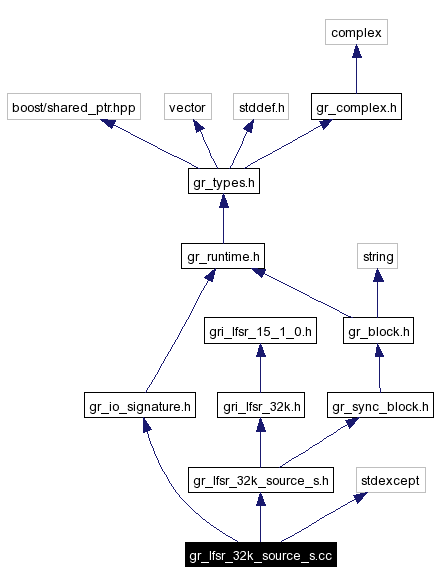 complex
boost/shared_ptr.hpp
vector
stddef.h
gr_complex.h
gr_types.h
gr_runtime.h
string
gri_lfsr_15_1_0.h
gr_block.h
gr_io_signature.h
gri_lfsr_32k.h
gr_sync_block.h
gr_lfsr_32k_source_s.h
stdexcept
gr_lfsr_32k_source_s.cc